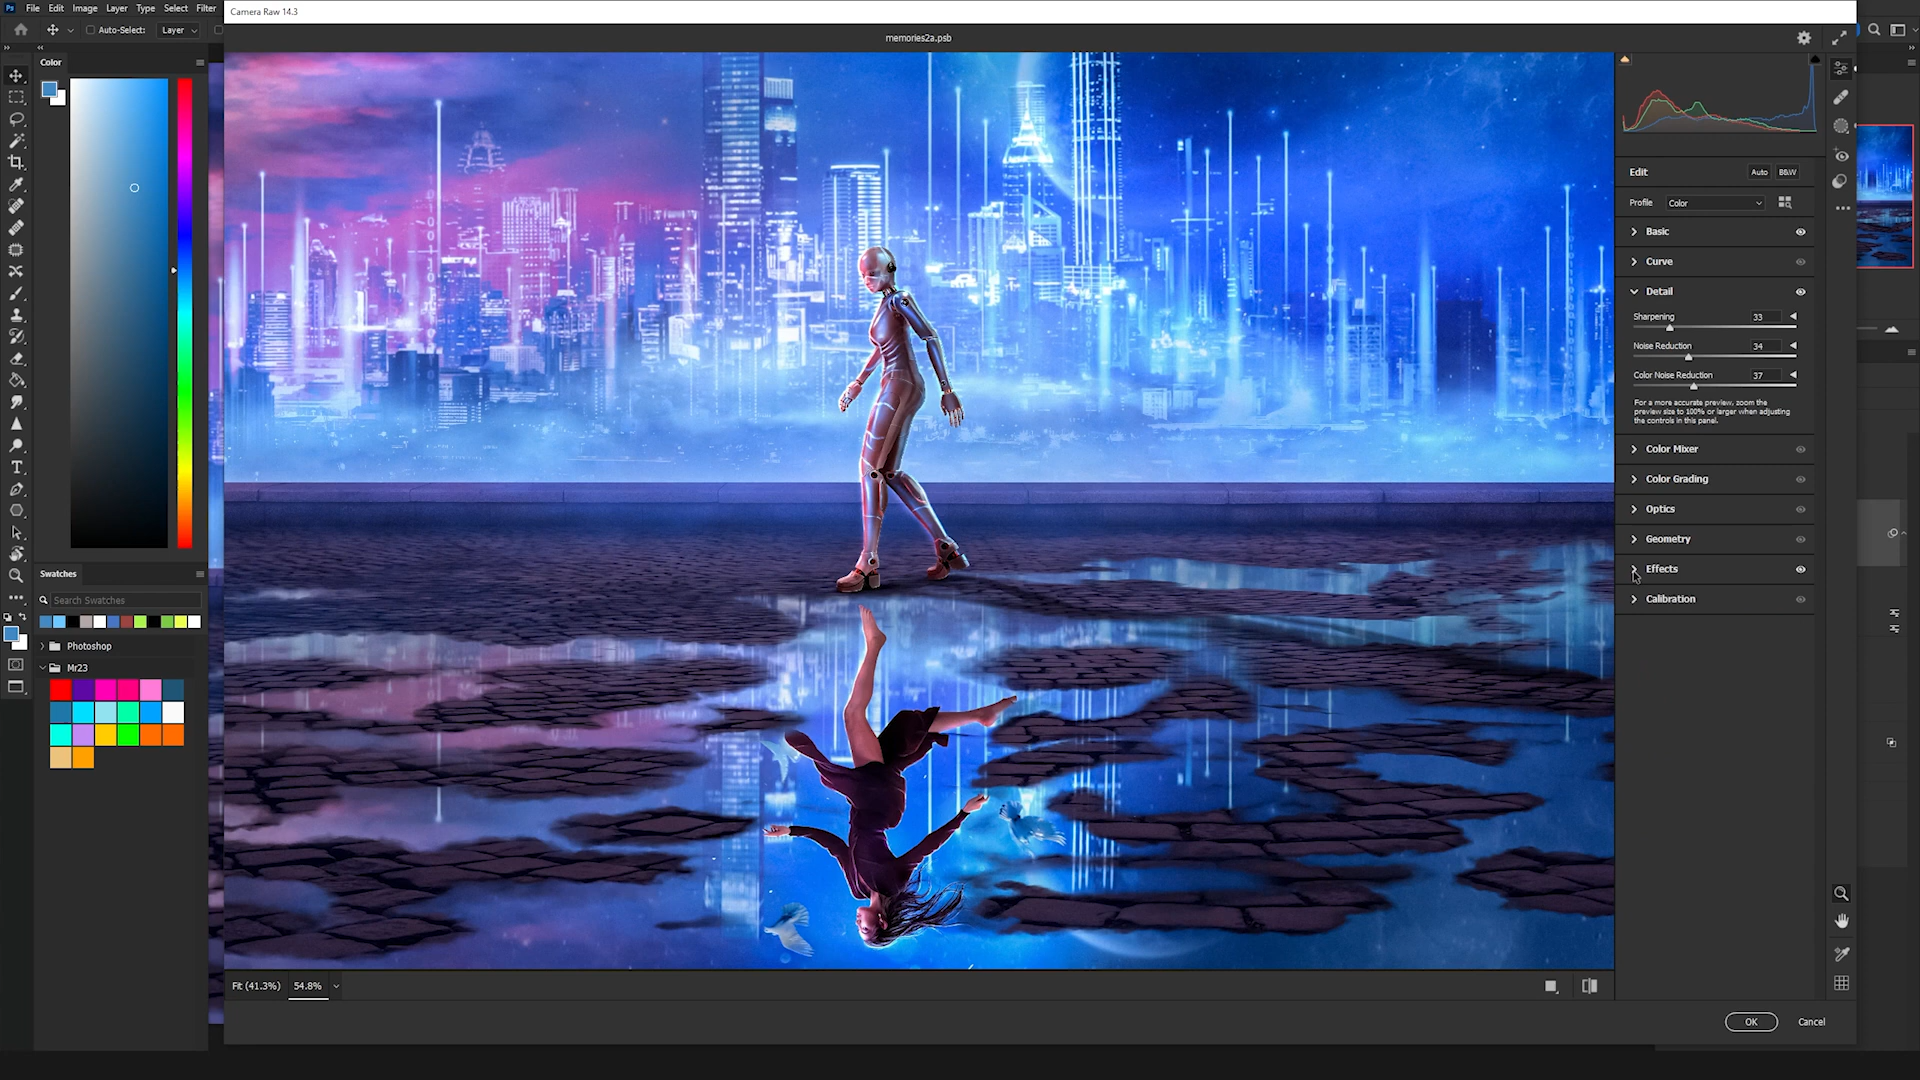 Ps File Edit Image Layer Type Select Filter
Camera Raw 14.3
Auto-Select: Layer
memories2a.psb
Color
Edit Auto B&W
Profile Color
Basic
Curve
Detail
Sharpening 33
Noise Reduction 34
Color Noise Reduction 37
For a more accurate preview, zoom the
preview size to 100% or larger when adjusting
the controls in this panel.
Color Mixer
Color Grading
Optics
Geometry
Effects
Calibration
Swatches
Search Swatches
Photoshop
Mr23
Fit (41.3%) 54.8%
OK Cancel